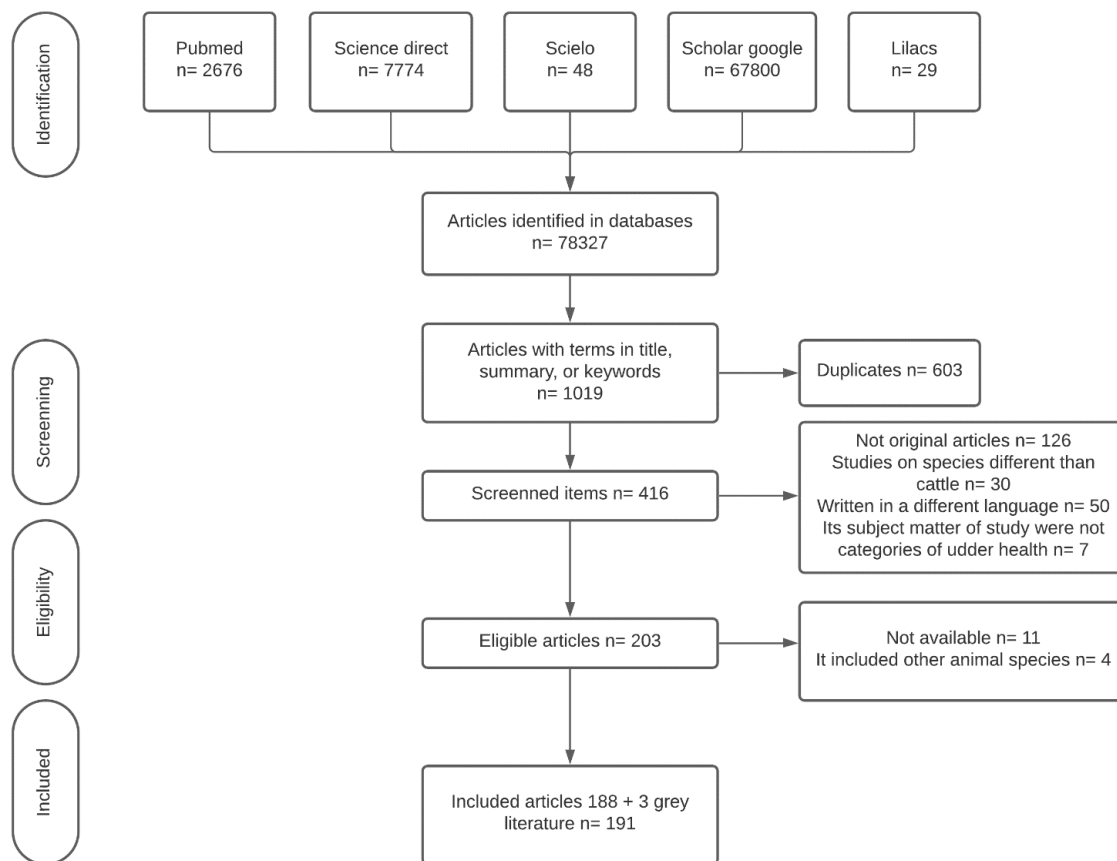 Identification
Pubmed
n= 2676
Science direct
n= 7774
Scielo
n= 48
Scholar google
n= 67800
Lilacs
n= 29
Articles identified in databases
n= 78327
Screenning
Articles with terms in title,
summary, or keywords
n= 1019
Duplicates n= 603
Screenned items n= 416
Not original articles n= 126
Studies on species different than
cattle n= 30
Written in a different language n= 50
Its subject matter of study were not
categories of udder health n= 7
Eligibility
Eligible articles n= 203
Not available n= 11
It included other animal species n= 4
Included
Included articles 188 + 3 grey
literature n= 191